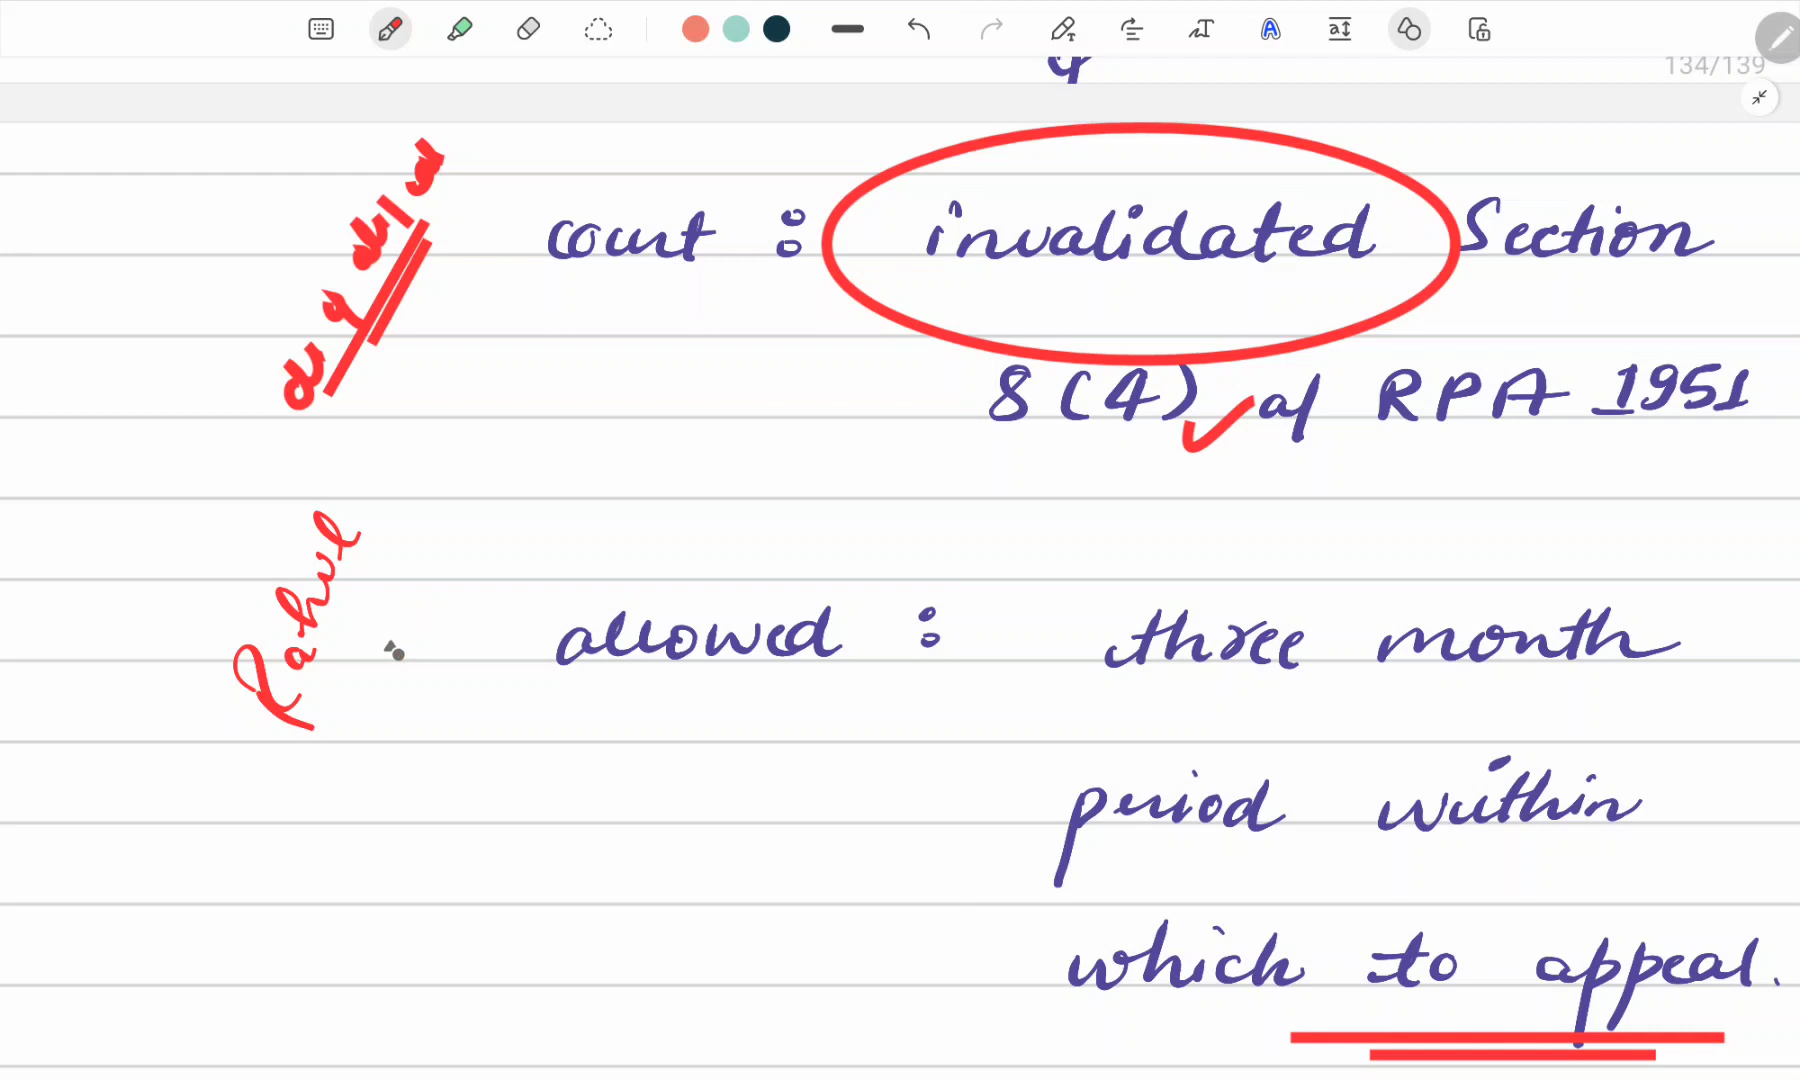 134/139
court : invalidated Section
8 (4) of RPA 1951
Rahul
allowed : three month
period within
which to appeal.